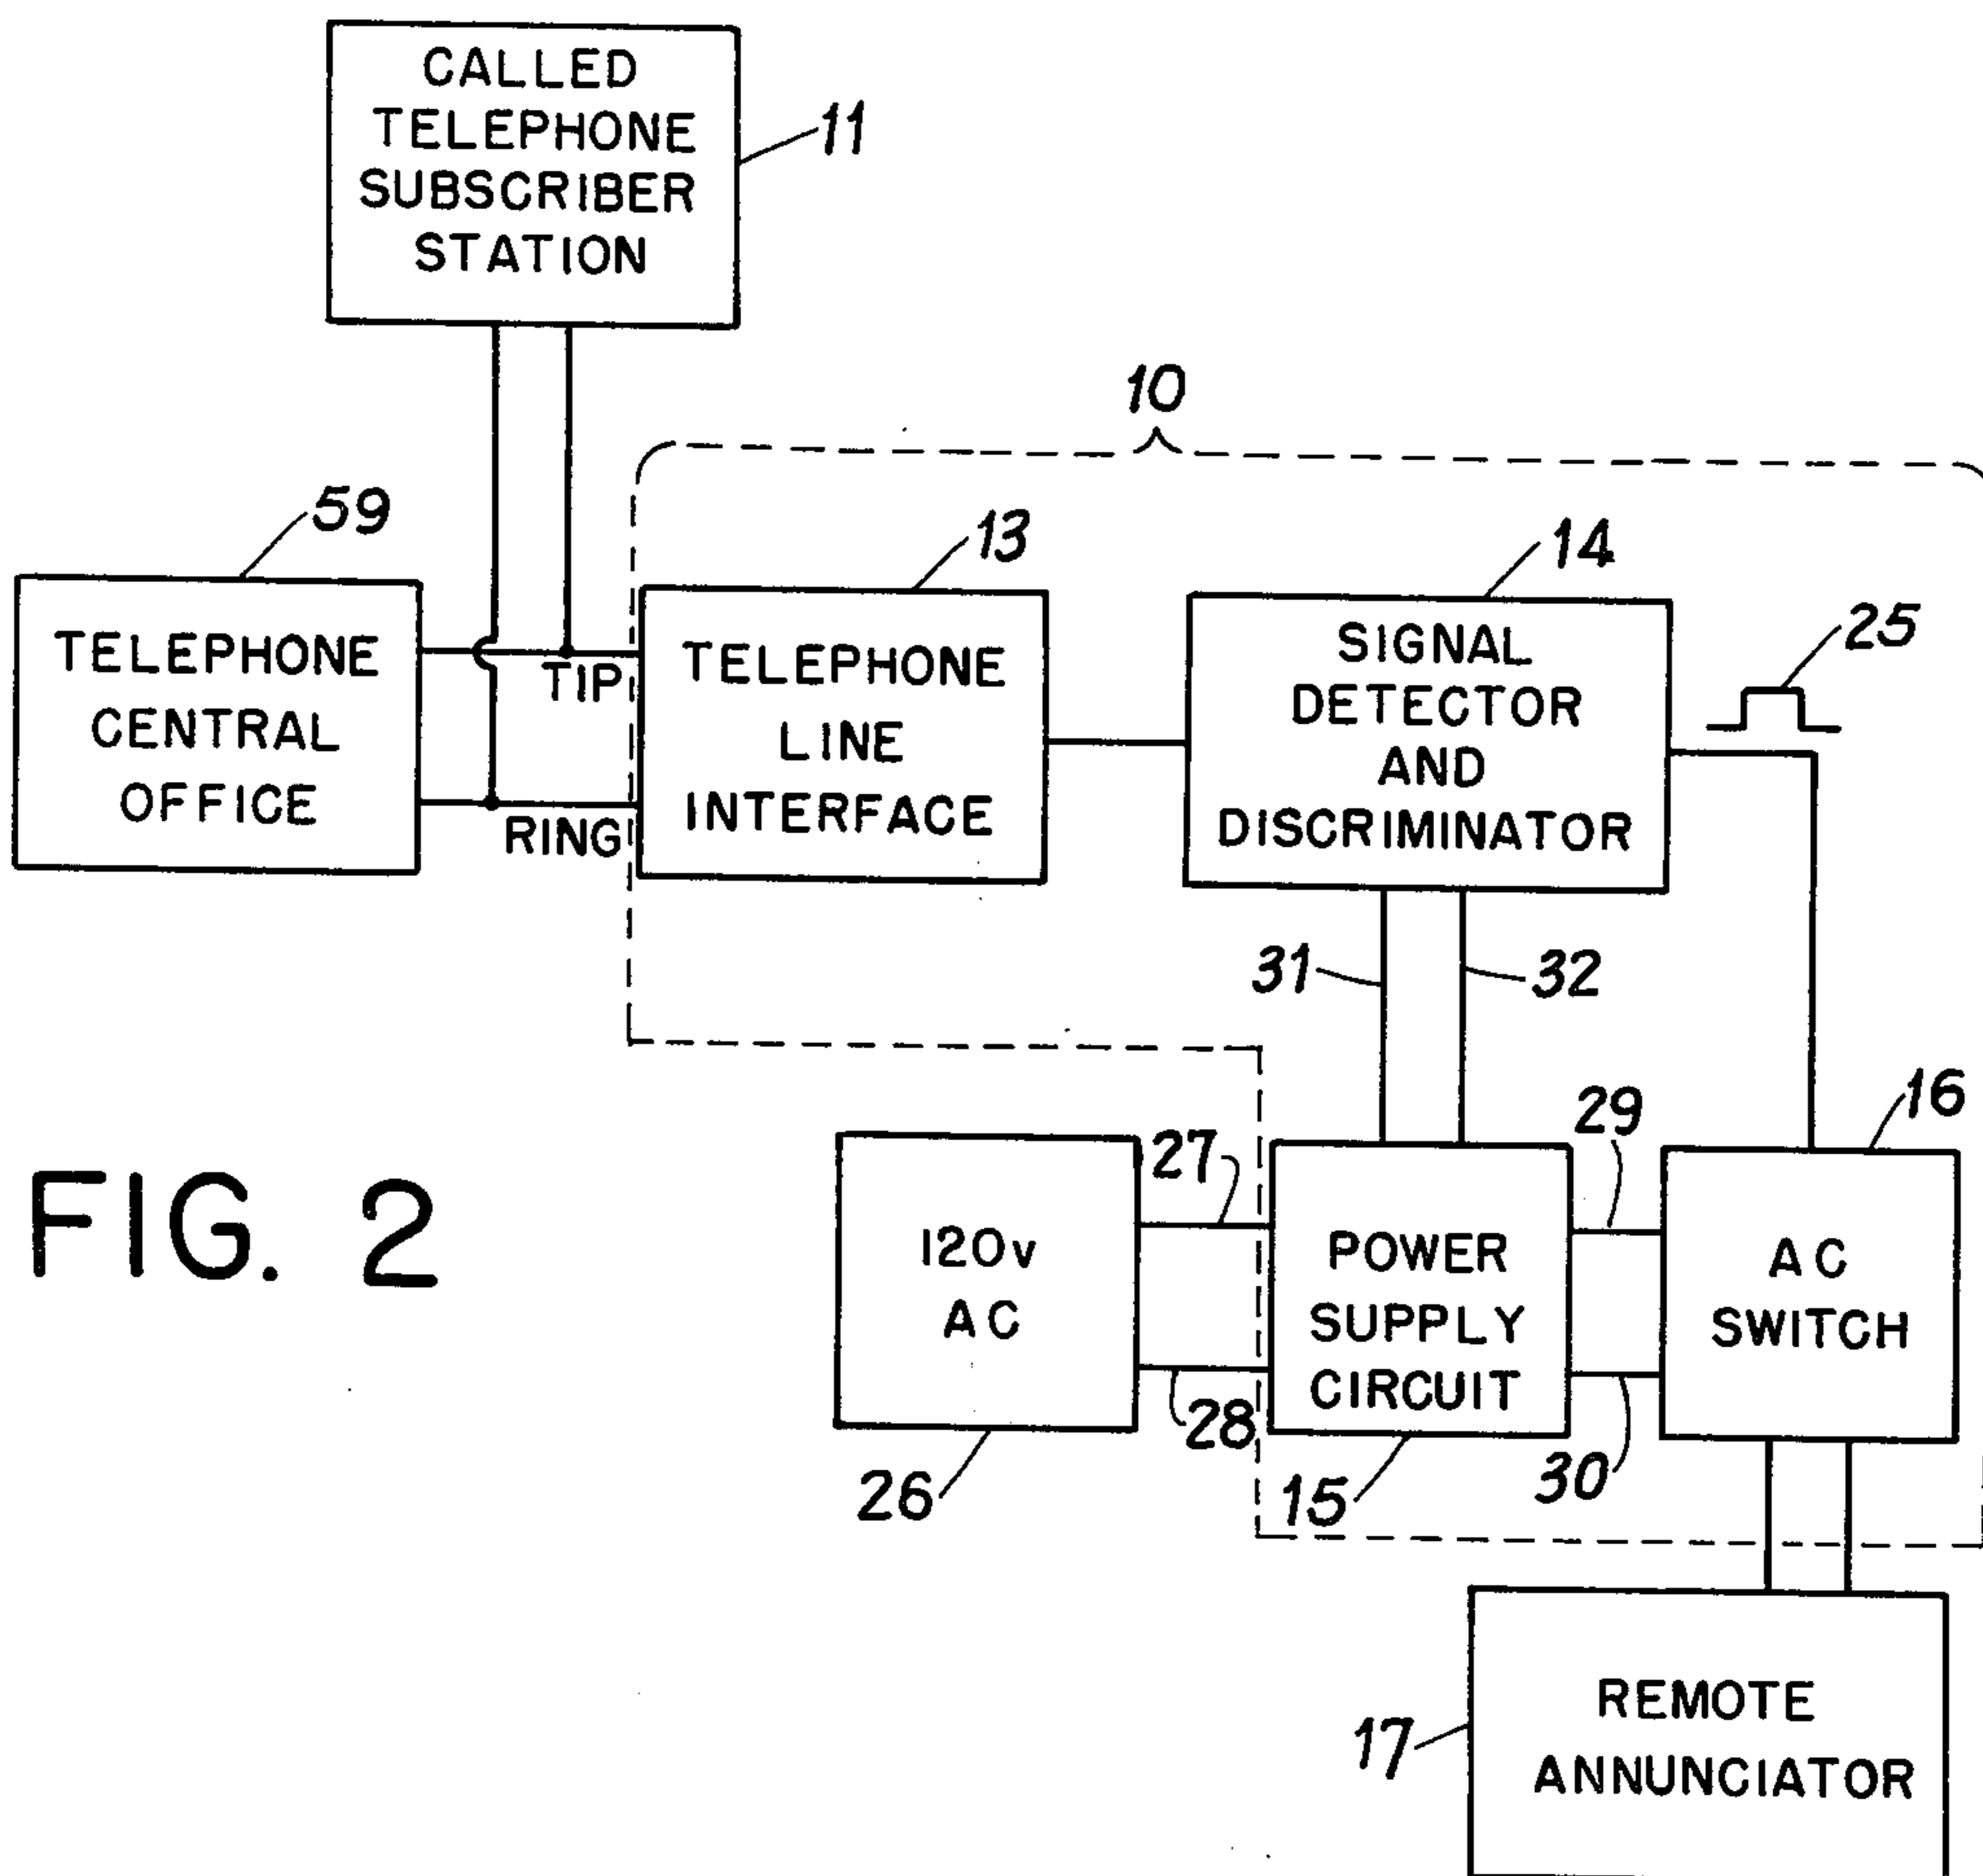 CALLED
TELEPHONE
SUBSCRIBER
STATION
11
10
59
13
14
25
TELEPHONE
CENTRAL
OFFICE
TIP
RING
TELEPHONE
LINE
INTERFACE
SIGNAL
DETECTOR
AND
DISCRIMINATOR
31
32
16
29
27
FIG. 2
120v
AC
POWER
SUPPLY
CIRCUIT
AC
SWITCH
28
26
15
30
17
REMOTE
ANNUNCIATOR